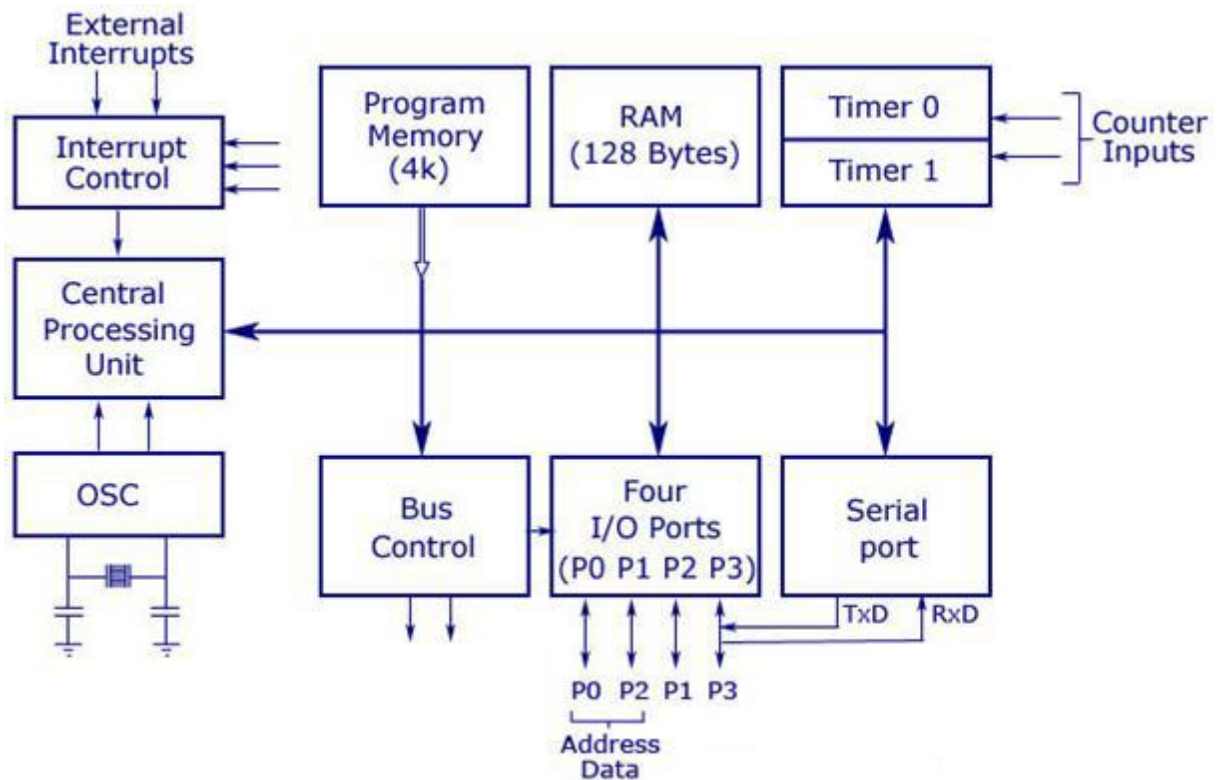 External
Interrupts
Interrupt
Control
Program
Memory
(4k)
RAM
(128 Bytes)
Timer 0
Timer 1
Counter
Inputs
Central
Processing
Unit
OSC
Bus
Control
Four
I/O Ports
(P0 P1 P2 P3)
Serial
port
TxD
RxD
P0 P2 P1 P3
Address
Data